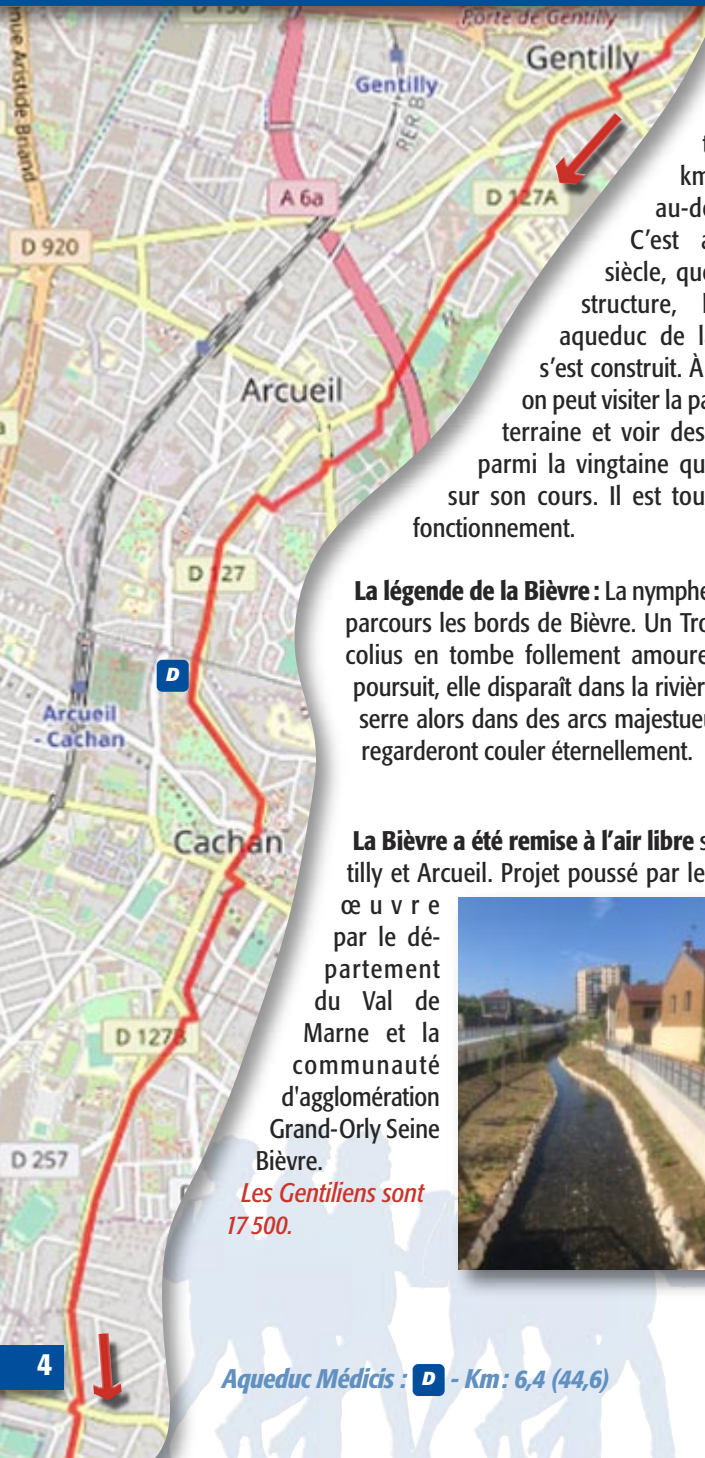 D 150
Porte de Gentilly
Gentilly
Gentilly
RER B
nue Aristide Briand
A 6a
D 127A
D 920
km
au-de
C'est a
siècle, que
structure, l
aqueduc de l
s'est construit. À
on peut visiter la pa
terraine et voir des
parmi la vingtaine qu
sur son cours. Il est tou
fonctionnement.
Arcueil
D 127
La légende de la Bièvre : La nymphe
parcours les bords de Bièvre. Un Tro
colius en tombe follement amoure
poursuit, elle disparaît dans la rivièr
serre alors dans des arcs majestueu
regarderont couler éternellement.
D
Arcueil
- Cachan
Cachan
La Bièvre a été remise à l'air libre s
tilly et Arcueil. Projet poussé par le
œuvre
par le dé-
partement
du Val de
Marne et la
communauté
d'agglomération
Grand-Orly Seine
Bièvre.
Les Gentiliens sont
17 500.
D 127B
D 257
4
Aqueduc Médicis : D - Km : 6,4 (44,6)